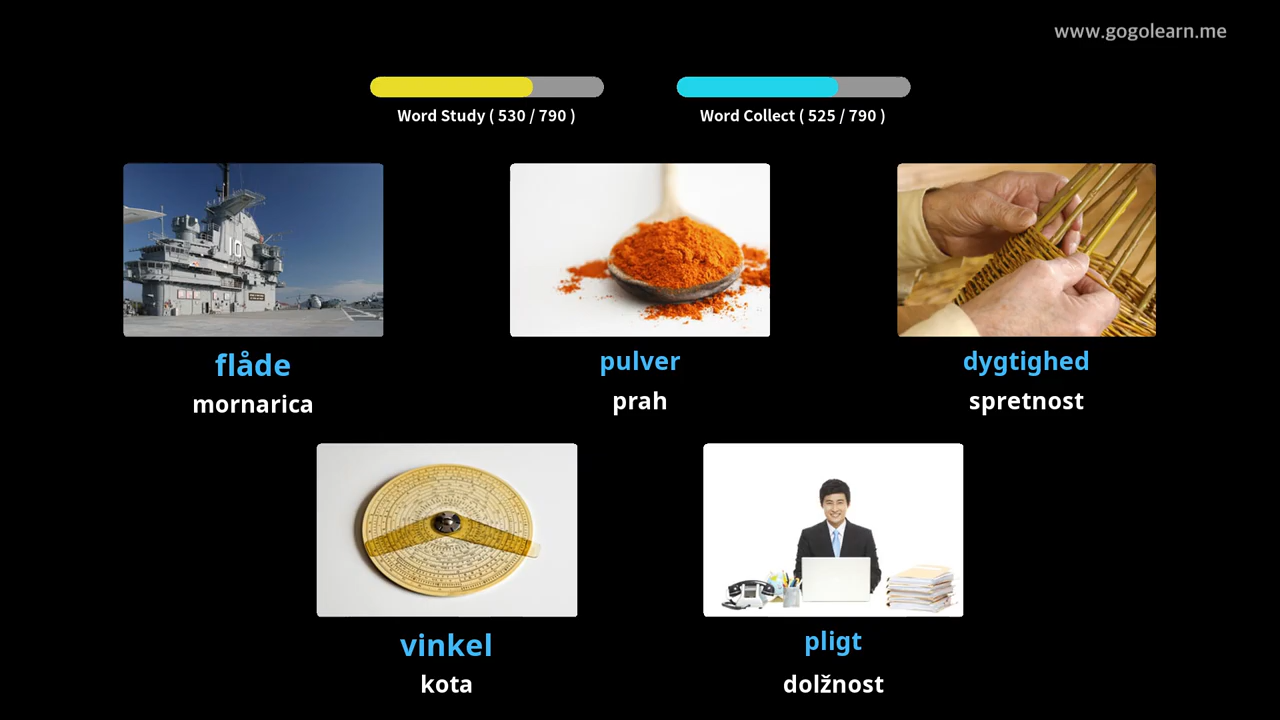 www.gogolearn.me
Word Study ( 530 / 790 )
Word Collect ( 525 / 790 )
10
flåde
mornarica
pulver
prah
dygtighed
spretnost
vinkel
kota
pligt
dolžnost